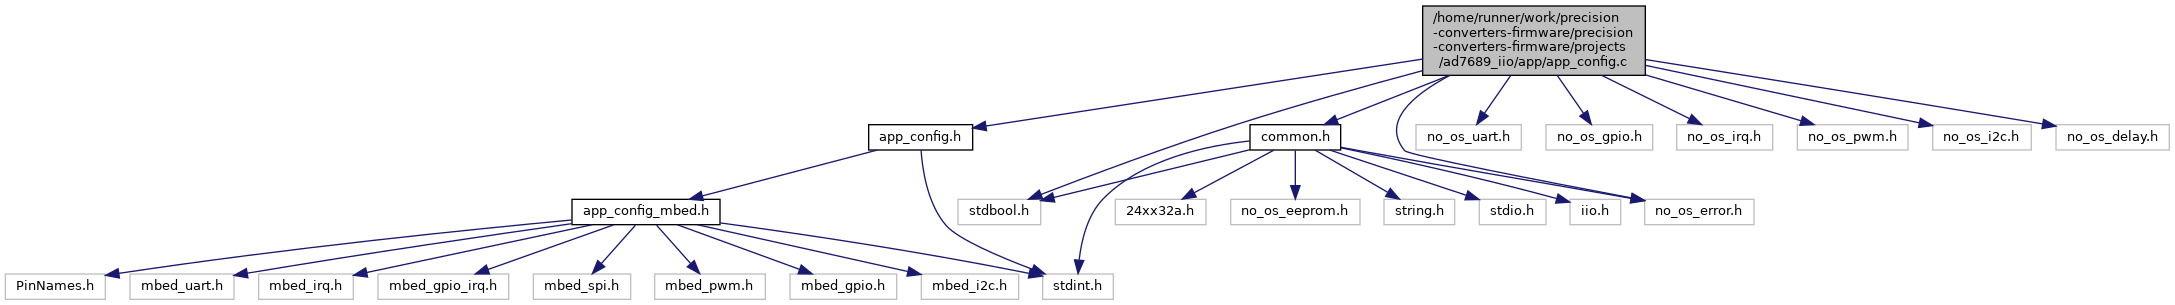 /home/runner/work/precision
-converters-firmware/precision
-converters-firmware/projects
/ad7689_iio/app/app_config.c
app_config.h
common.h
no_os_uart.h
no_os_gpio.h
no_os_irq.h
no_os_pwm.h
no_os_i2c.h
no_os_delay.h
app_config_mbed.h
stdbool.h
24xx32a.h
no_os_eeprom.h
string.h
stdio.h
iio.h
no_os_error.h
PinNames.h
mbed_uart.h
mbed_irq.h
mbed_gpio_irq.h
mbed_spi.h
mbed_pwm.h
mbed_gpio.h
mbed_i2c.h
stdint.h